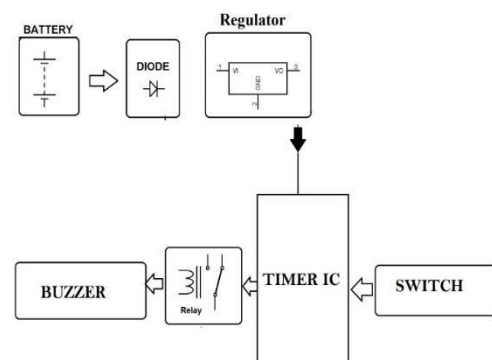 BATTERY
DIODE
Regulator
1 VI VO 3
GND
2
TIMER IC
SWITCH
Relay
BUZZER